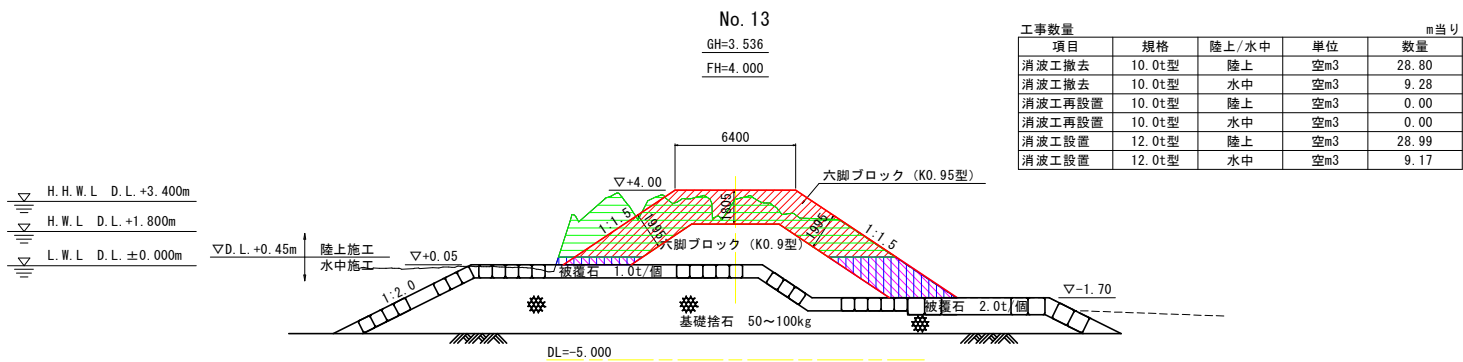 No. 13
GH=3.536
FH=4.000
工事数量 m当り
項目 規格 陸上/水中 単位 数量
消波工撤去 10.0t型 陸上 空m3 28.80
消波工撤去 10.0t型 水中 空m3 9.28
消波工再設置 10.0t型 陸上 空m3 0.00
消波工再設置 10.0t型 水中 空m3 0.00
消波工設置 12.0t型 陸上 空m3 28.99
消波工設置 12.0t型 水中 空m3 9.17
6400
六脚ブロック (K0.95型)
▽+4.00
H.H.W.L D.L.+3.400m
H.W.L D.L.+1.800m
L.W.L D.L.±0.000m
▽D.L.+0.45m
陸上施工
水中施工
1:1.5
1995
1805
1995
1:1.5
六脚ブロック (K0.9型)
▽+0.05
被覆石 1.0t/個
1:2.0
▽-1.70
被覆石 2.0t/個
基礎捨石 50～100kg
DL=-5.000